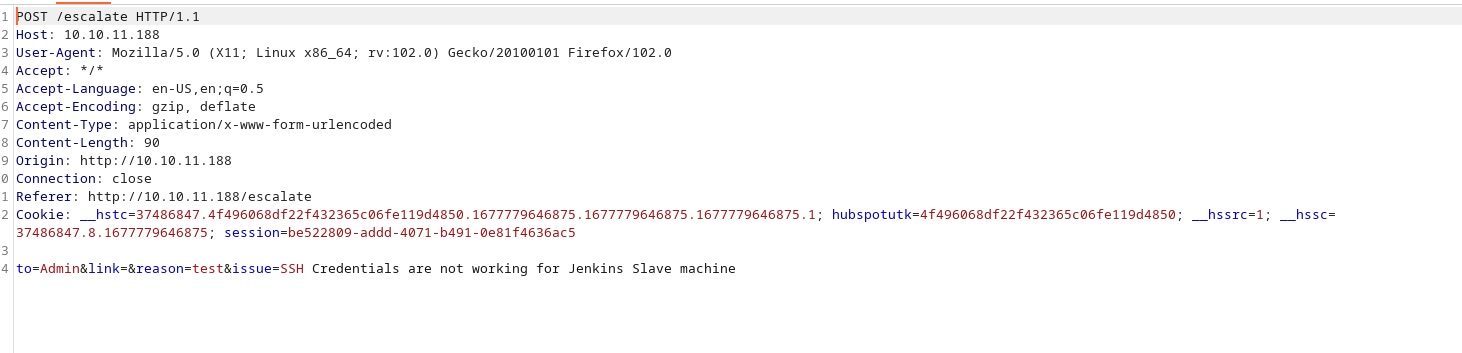 1 POST /escalate HTTP/1.1
2 Host: 10.10.11.188
3 User-Agent: Mozilla/5.0 (X11; Linux x86_64; rv:102.0) Gecko/20100101 Firefox/102.0
4 Accept: */*
5 Accept-Language: en-US,en;q=0.5
6 Accept-Encoding: gzip, deflate
7 Content-Type: application/x-www-form-urlencoded
8 Content-Length: 90
9 Origin: http://10.10.11.188
0 Connection: close
1 Referer: http://10.10.11.188/escalate
2 Cookie: __hstc=37486847.4f496068df22f432365c06fe119d4850.1677779646875.1677779646875.1677779646875.1; hubspotutk=4f496068df22f432365c06fe119d4850; __hssrc=1; __hssc=
37486847.8.1677779646875; session=be522809-addd-4071-b491-0e81f4636ac5
3
4 to=Admin&link=&reason=test&issue=SSH Credentials are not working for Jenkins Slave machine